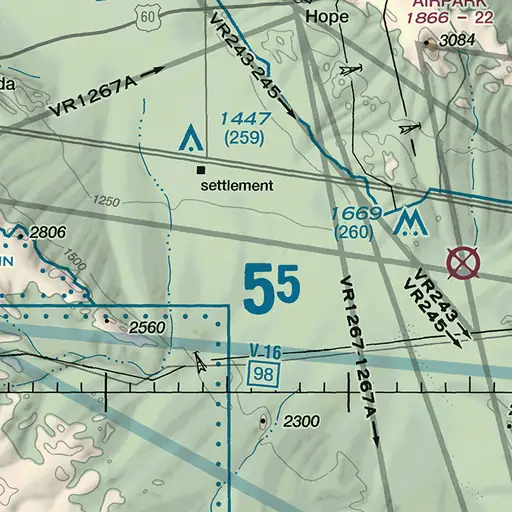 AIRPARK
1866 - 22
60
Hope
3084
VR243-245
VR1267A
1447
(259)
settlement
1250
1669
(260)
2806
1500
55
VR243
VR245
VR1267-1267A
2560
V-16
98
2300